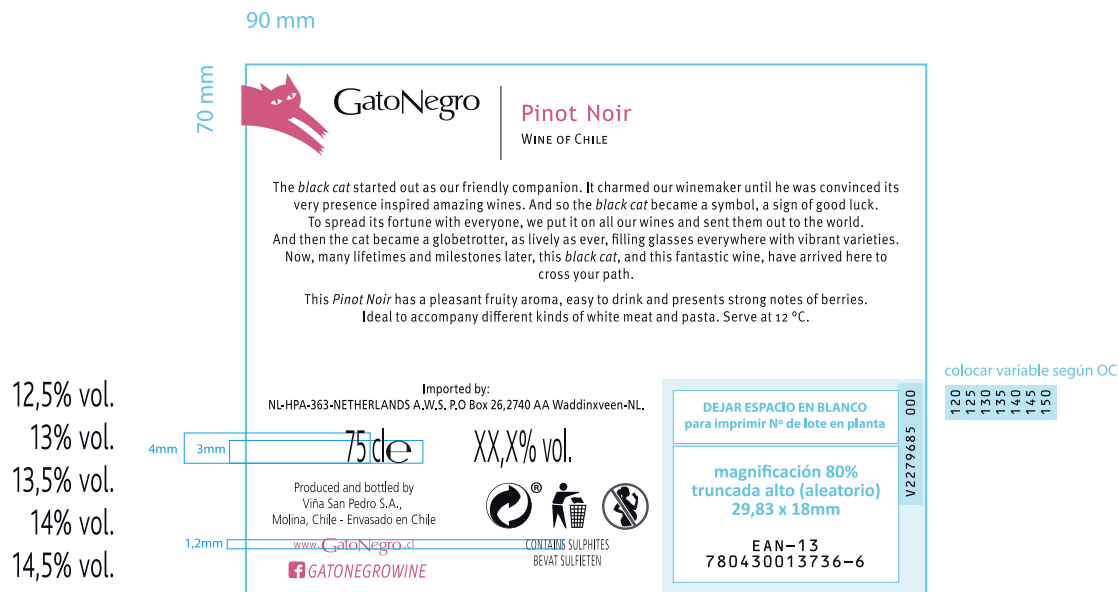 90 mm
70 mm
GatoNegro
Pinot Noir
WINE OF CHILE
The black cat started out as our friendly companion. It charmed our winemaker until he was convinced its
very presence inspired amazing wines. And so the black cat became a symbol, a sign of good luck.
To spread its fortune with everyone, we put it on all our wines and sent them out to the world.
And then the cat became a globetrotter, as lively as ever, filling glasses everywhere with vibrant varieties.
Now, many lifetimes and milestones later, this black cat, and this fantastic wine, have arrived here to
cross your path.
This Pinot Noir has a pleasant fruity aroma, easy to drink and presents strong notes of berries.
Ideal to accompany different kinds of white meat and pasta. Serve at 12 °C.
12,5% vol.
13% vol.
13,5% vol.
14% vol.
14,5% vol.
Imported by:
NL-HPA-363-NETHERLANDS A.W.S. P.O Box 26,2740 AA Waddinxveen-NL.
4mm
3mm
75 cl e
XX,X% vol.
Produced and bottled by
Viña San Pedro S.A.,
Molina, Chile - Envasado en Chile
1,2mm
www.GatoNegro.cl
GATONEGROWINE
®
CONTAINS SULPHITES
BEVAT SULFIETEN
DEJAR ESPACIO EN BLANCO
para imprimir Nº de lote en planta
magnificación 80%
truncada alto (aleatorio)
29,83 x 18mm
EAN-13
780430013736-6
V2279685 000
colocar variable según OC
120
125
130
135
140
145
150